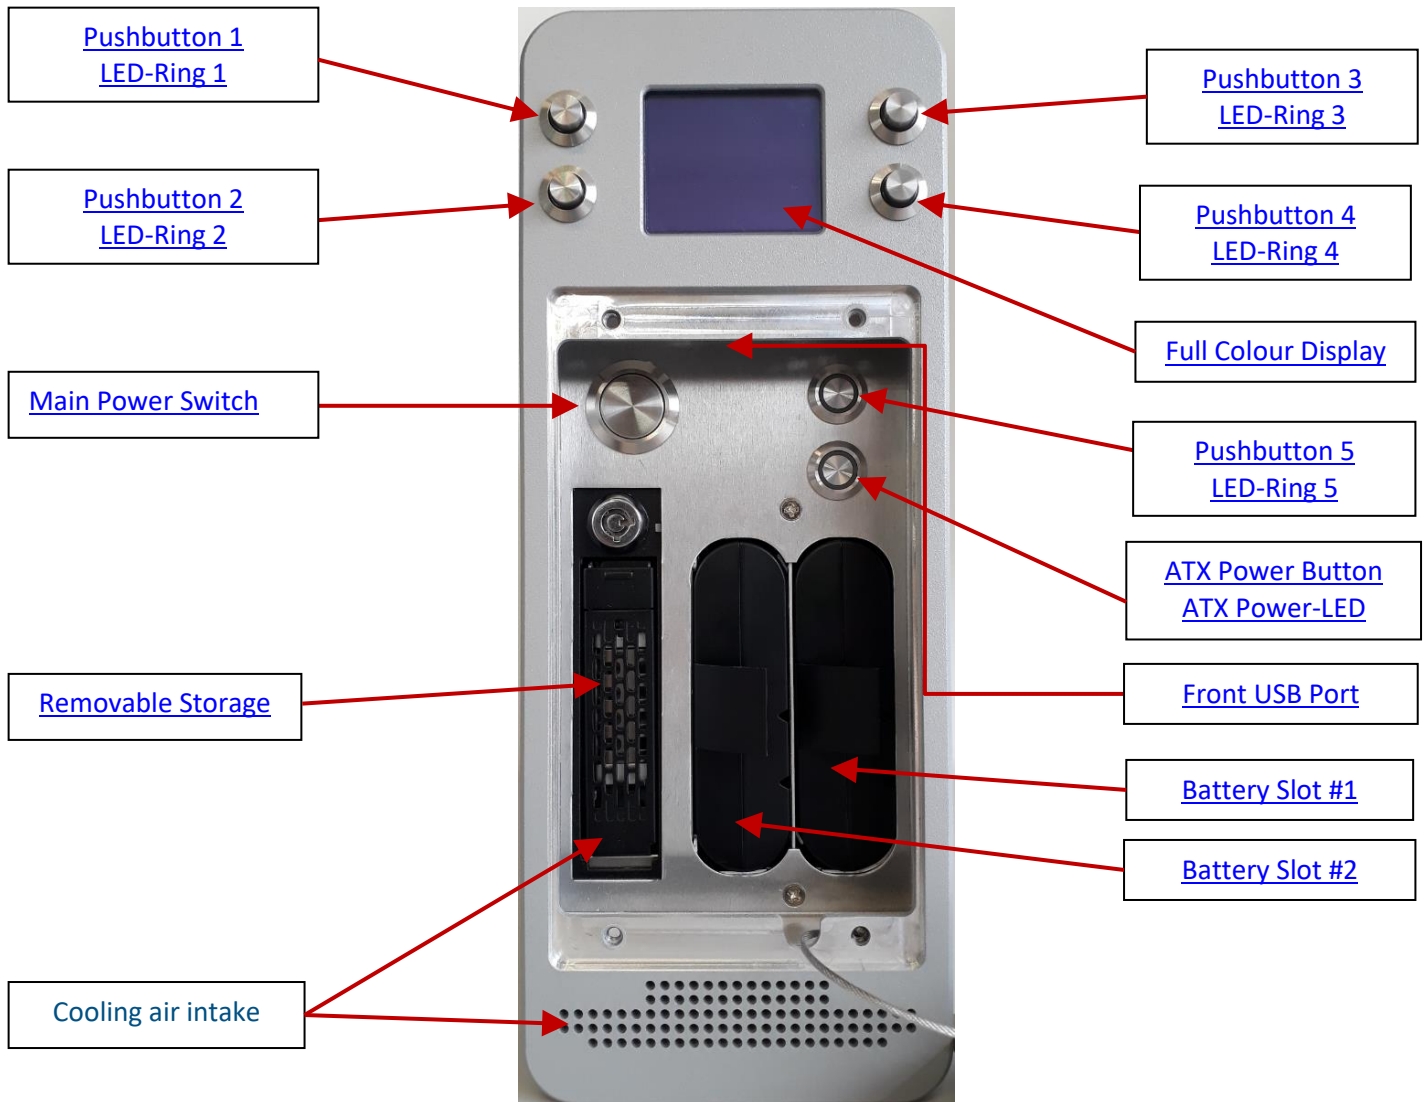 Pushbutton 1
LED-Ring 1
Pushbutton 2
LED-Ring 2
Main Power Switch
Removable Storage
Cooling air intake
Pushbutton 3
LED-Ring 3
Pushbutton 4
LED-Ring 4
Full Colour Display
Pushbutton 5
LED-Ring 5
ATX Power Button
ATX Power-LED
Front USB Port
Battery Slot #1
Battery Slot #2